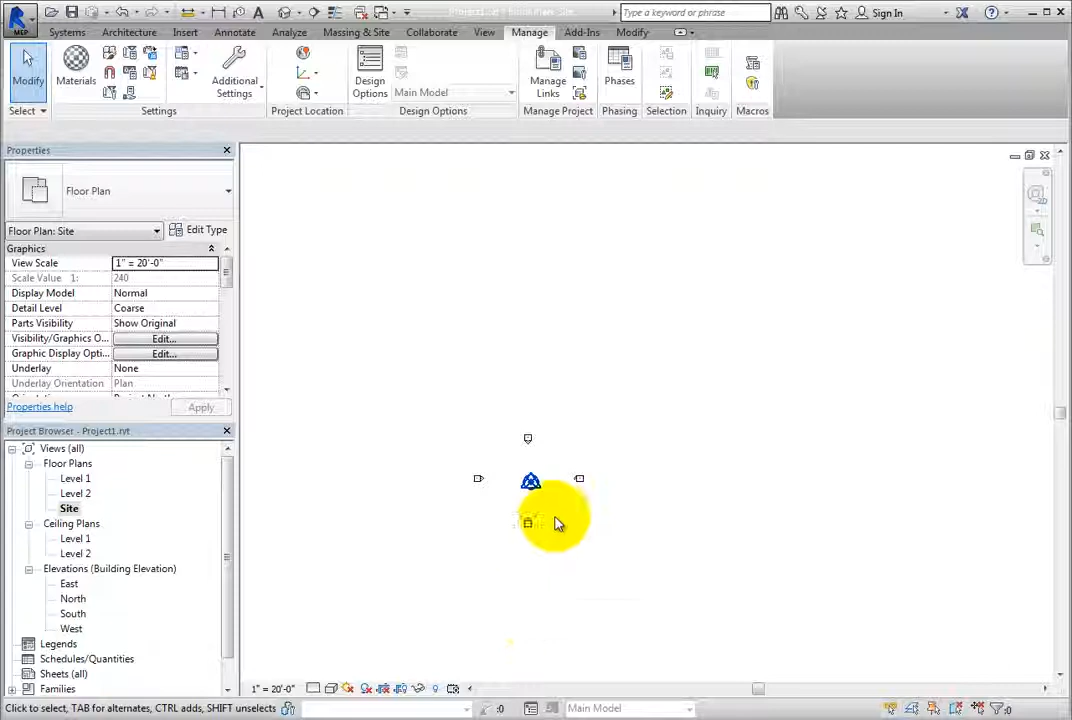 Type a keyword or phrase
Sign In
MEP
Systems Architecture Insert Annotate Analyze Massing & Site Collaborate View Manage Add-Ins Modify
Modify
Materials
Additional
Settings
Design
Options
Main Model
Manage
Links
Phases
Select Settings Project Location Design Options Manage Project Phasing Selection Inquiry Macros
Properties
Floor Plan
Floor Plan: Site
Edit Type
Graphics
View Scale 1" = 20'-0"
Scale Value 1: 240
Display Model Normal
Detail Level Coarse
Parts Visibility Show Original
Visibility/Graphics O... Edit...
Graphic Display Opti... Edit...
Underlay None
Underlay Orientation Plan
Properties help
Apply
Project Browser - Project1.rvt
Views (all)
Floor Plans
Level 1
Level 2
Site
Ceiling Plans
Level 1
Level 2
Elevations (Building Elevation)
East
North
South
West
Legends
Schedules/Quantities
Sheets (all)
Families
1" = 20'-0"
Click to select, TAB for alternates, CTRL adds, SHIFT unselects
:0
Main Model
:0